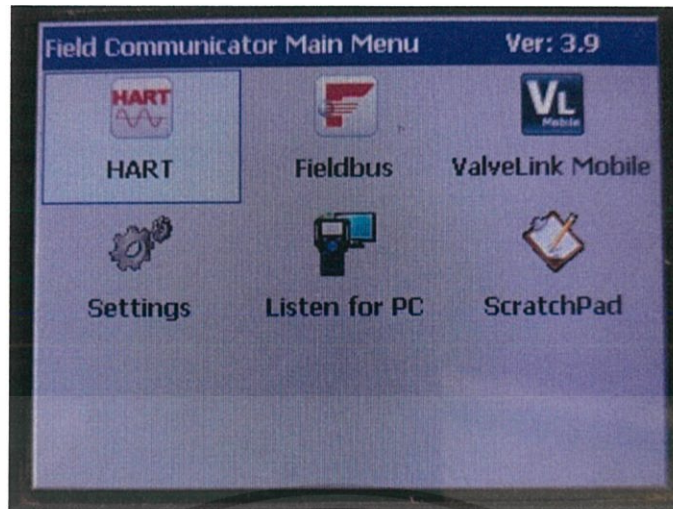 Field Communicator Main Menu Ver: 3.9
HART
VL
Mobile
HART Fieldbus ValveLink Mobile
Settings Listen for PC ScratchPad